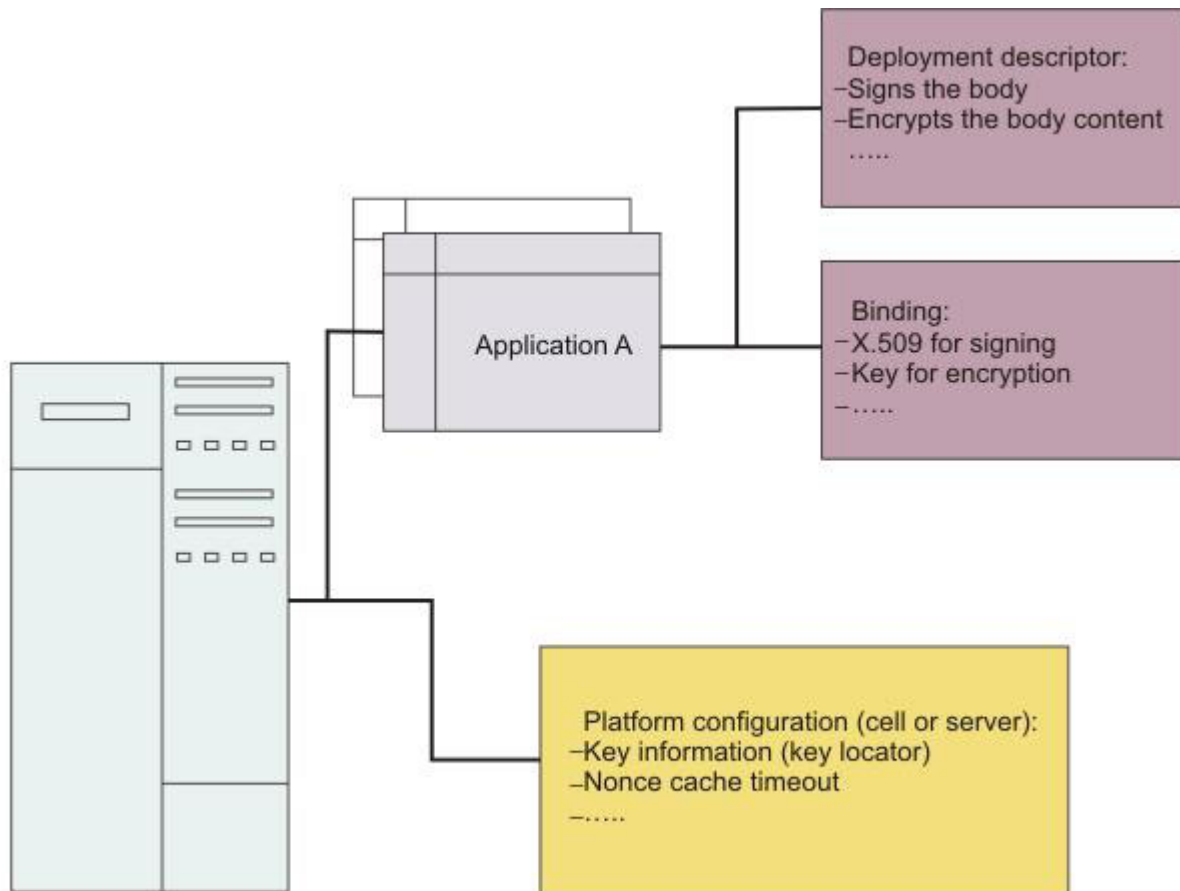 Deployment descriptor:
–Signs the body
–Encrypts the body content
…..
Application A
Binding:
–X.509 for signing
–Key for encryption
–…..
Platform configuration (cell or server):
–Key information (key locator)
–Nonce cache timeout
–…..